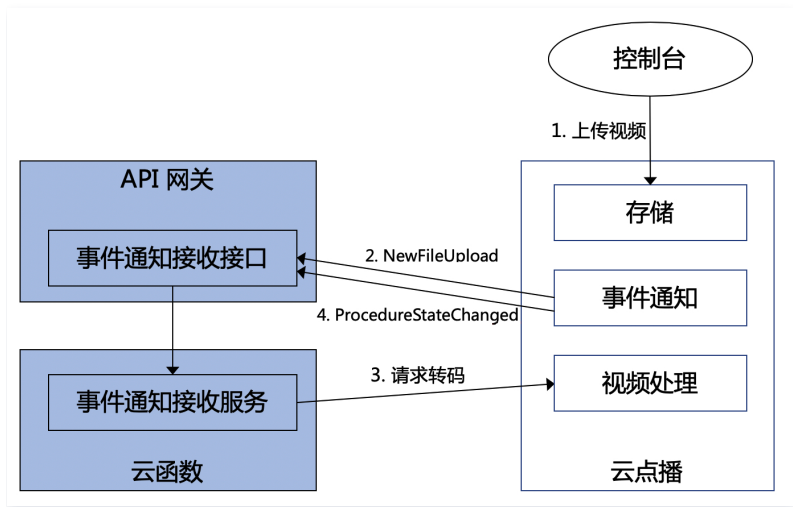 控制台
1. 上传视频
API 网关
存储
事件通知接收接口
2. NewFileUpload
事件通知
4. ProcedureStateChanged
3. 请求转码
视频处理
事件通知接收服务
云函数
云点播